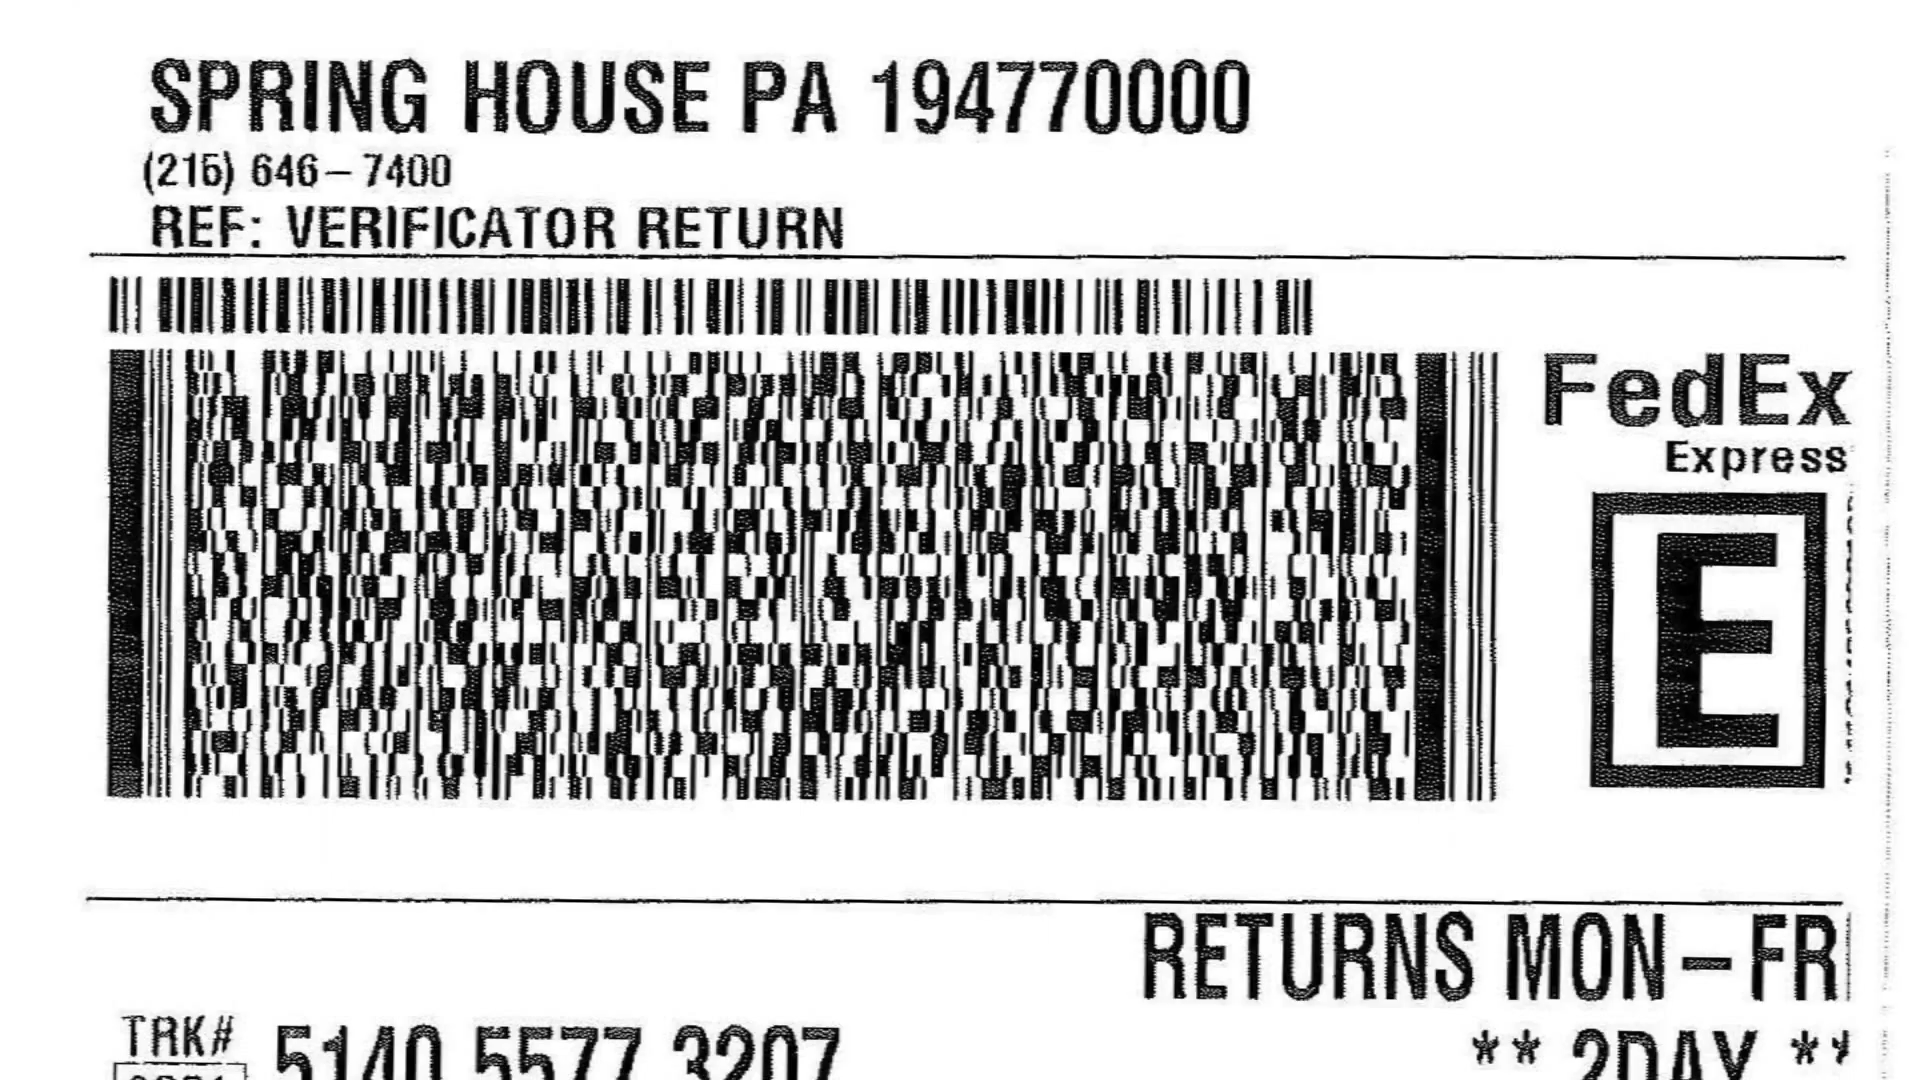 SPRING HOUSE PA 194770000
(215) 646-7400
REF: VERIFICATOR RETURN
FedEx
Express
E
RETURNS MON-FR
TRK# 5140 5577 3207
** 2DAY **